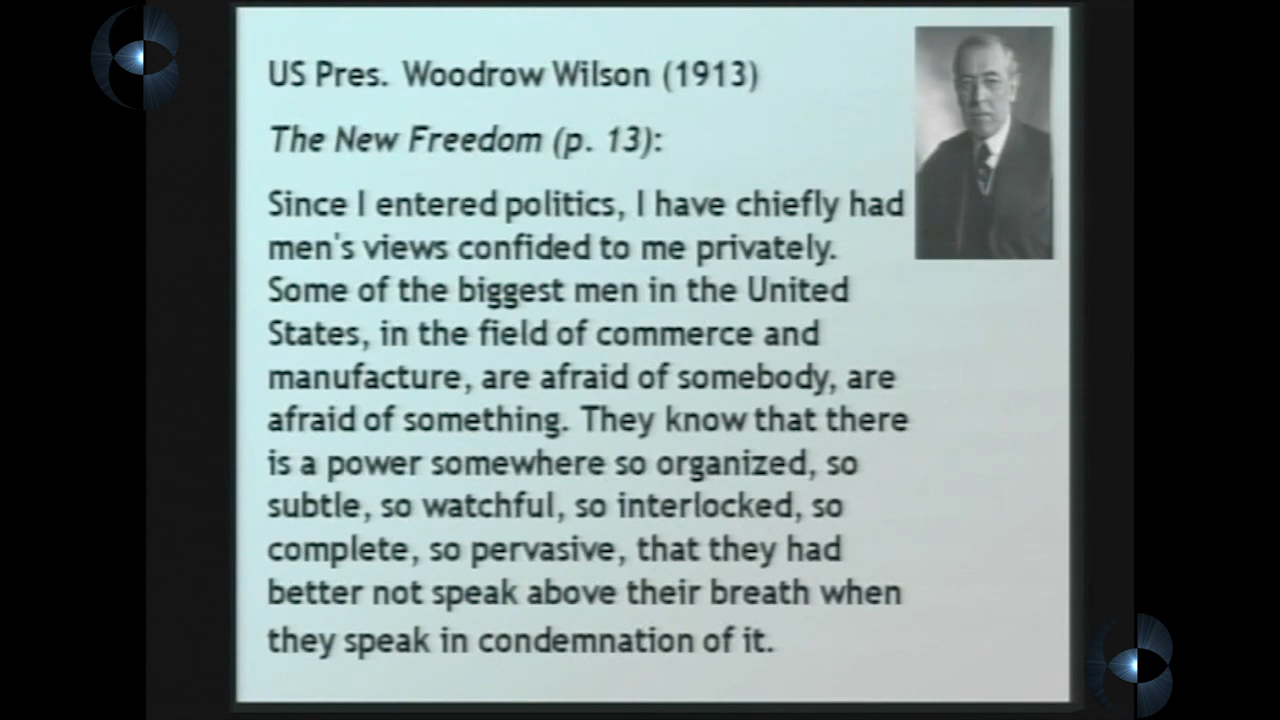 US Pres. Woodrow Wilson (1913)
The New Freedom (p. 13):
Since I entered politics, I have chiefly had
men's views confided to me privately.
Some of the biggest men in the United
States, in the field of commerce and
manufacture, are afraid of somebody, are
afraid of something. They know that there
is a power somewhere so organized, so
subtle, so watchful, so interlocked, so
complete, so pervasive, that they had
better not speak above their breath when
they speak in condemnation of it.